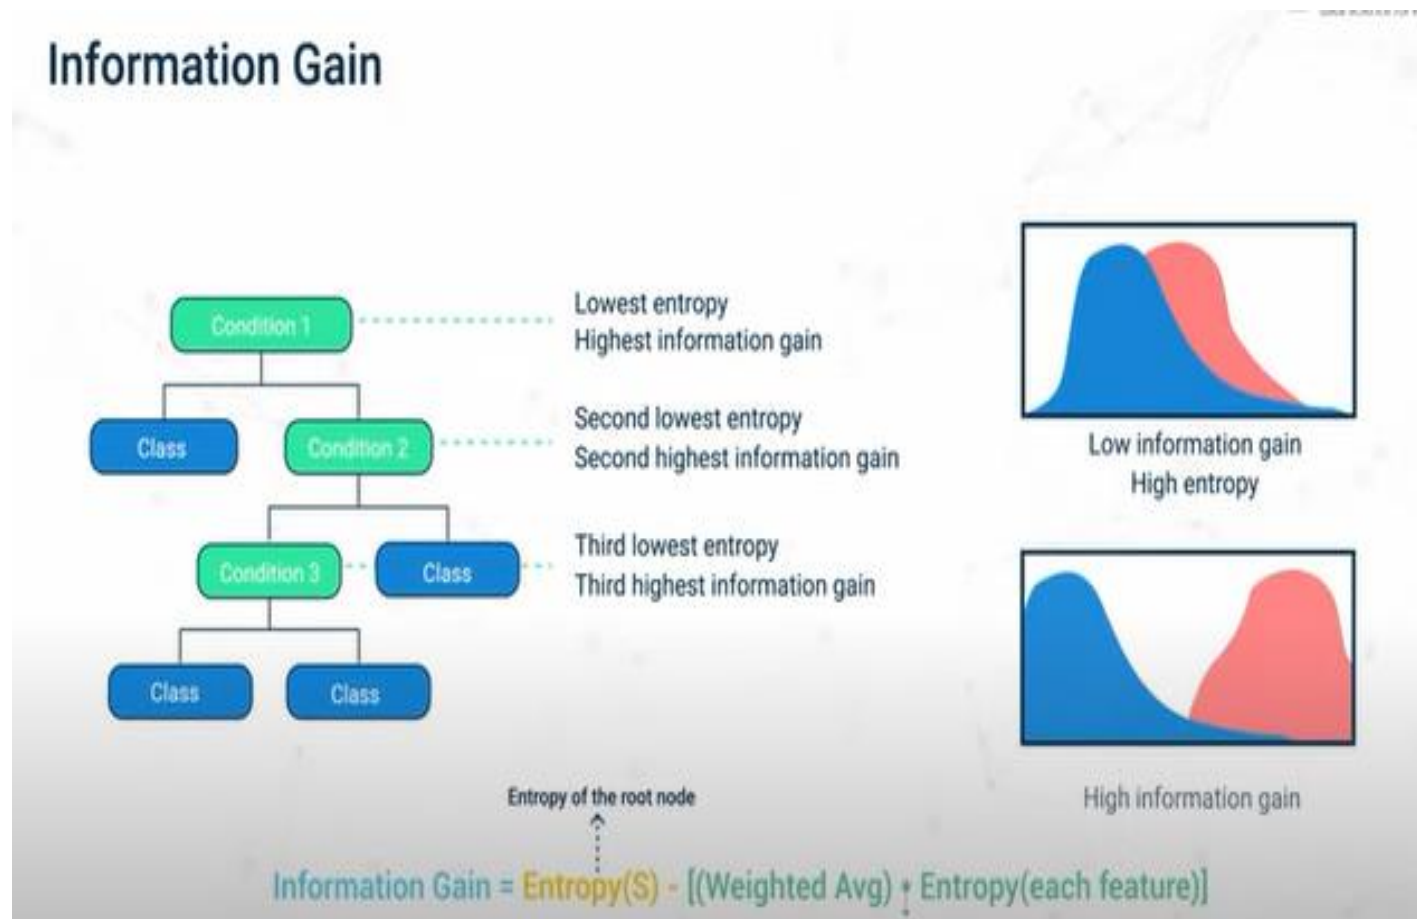 Information Gain
Condition 1
Lowest entropy
Highest information gain
Class
Condition 2
Second lowest entropy
Second highest information gain
Condition 3
Class
Third lowest entropy
Third highest information gain
Class
Class
Low information gain
High entropy
High information gain
Entropy of the root node
Information Gain = Entropy(S) - [(Weighted Avg) * Entropy(each feature)]